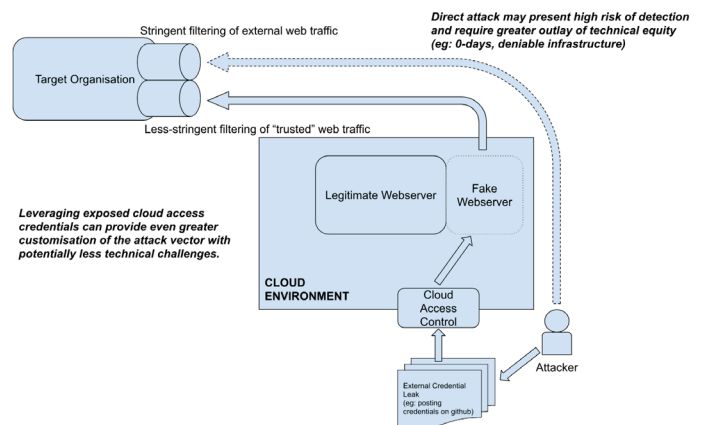 Stringent filtering of external web traffic
Direct attack may present high risk of detection
and require greater outlay of technical equity
(eg: 0-days, deniable infrastructure)
Target Organisation
Less-stringent filtering of “trusted” web traffic
Legitimate Webserver
Fake
Webserver
Leveraging exposed cloud access
credentials can provide even greater
customisation of the attack vector with
potentially less technical challenges.
CLOUD
ENVIRONMENT
Cloud
Access
Control
Attacker
External Credential
Leak
(eg: posting
credentials on github)